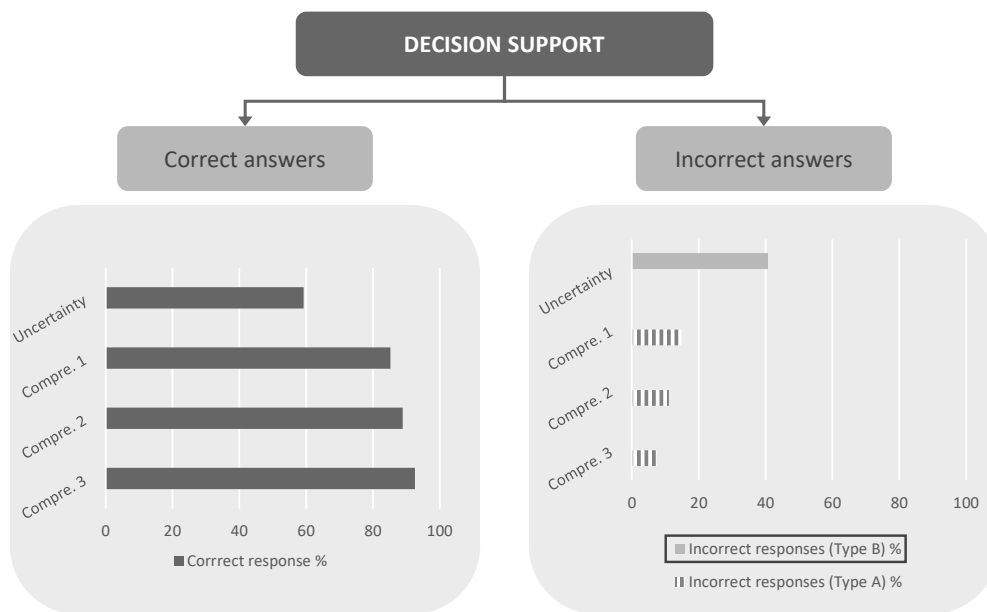 DECISION SUPPORT
Correct answers
Incorrect answers
Uncertainty
Compre. 1
Compre. 2
Compre. 3
0 20 40 60 80 100
Corrrect response %
Uncertainty
Compre. 1
Compre. 2
Compre. 3
0 20 40 60 80 100
Incorrect responses (Type B) %
Incorrect responses (Type A) %